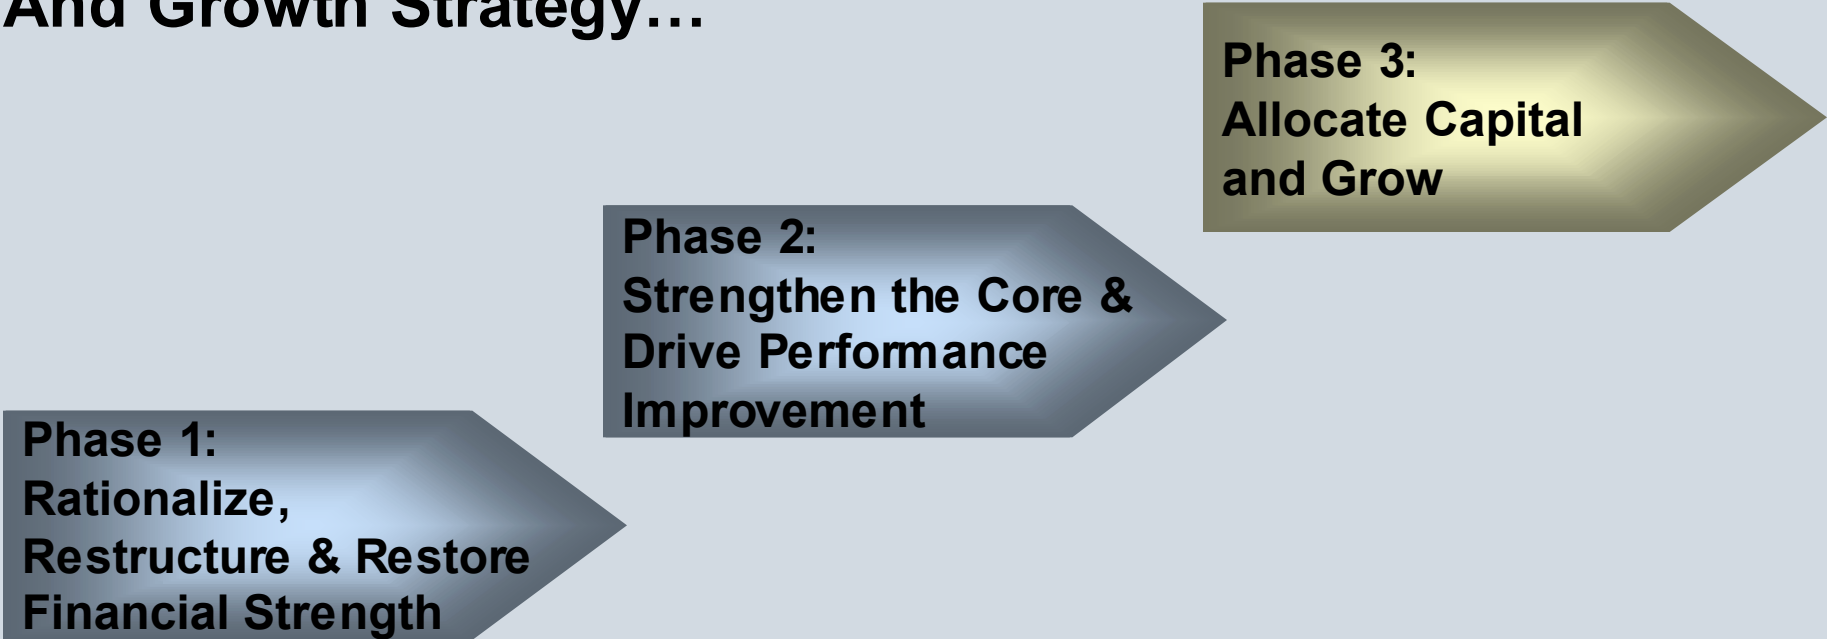 And Growth Strategy…
Phase 3:
Allocate Capital
and Grow
Phase 2:
Strengthen the Core &
Drive Performance
Improvement
Phase 1:
Rationalize,
Restructure & Restore
Financial Strength